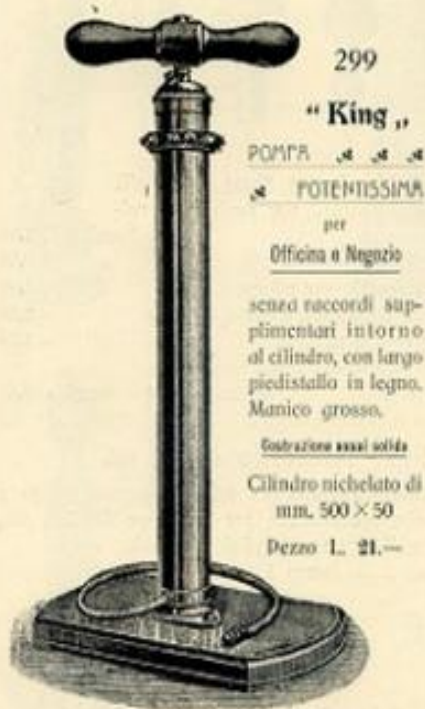 299
“ King „
POMPA
POTENTISSIMA
per
Officina e Negozio
senza raccordi sup-
plimentari intorno
al cilindro, con largo
piedistallo in legno.
Manico grosso.
Costruzione assai solida
Cilindro nichelato di
mm. 500 × 50
Pezzo L. 21.—